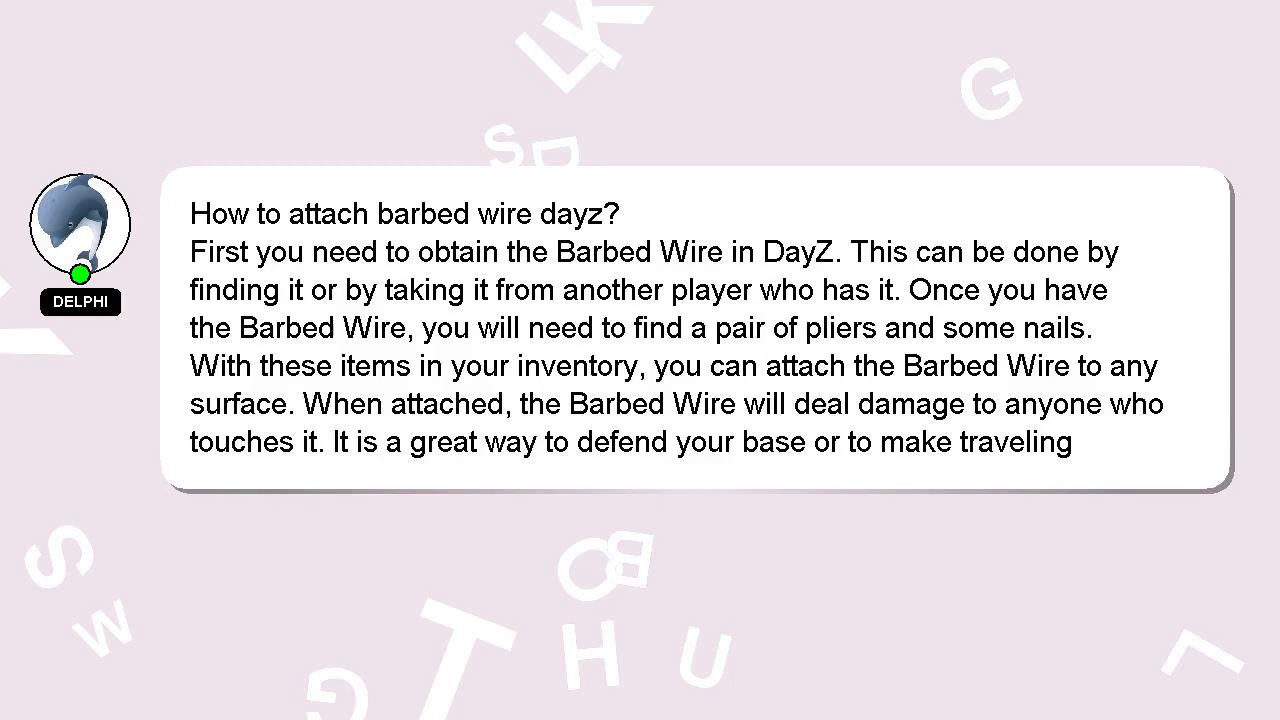 How to attach barbed wire dayz?
First you need to obtain the Barbed Wire in DayZ. This can be done by
finding it or by taking it from another player who has it. Once you have
the Barbed Wire, you will need to find a pair of pliers and some nails.
With these items in your inventory, you can attach the Barbed Wire to any
surface. When attached, the Barbed Wire will deal damage to anyone who
touches it. It is a great way to defend your base or to make traveling
DELPHI
L
K
G
S
D
S
W
G
T
C
B
H
U
L